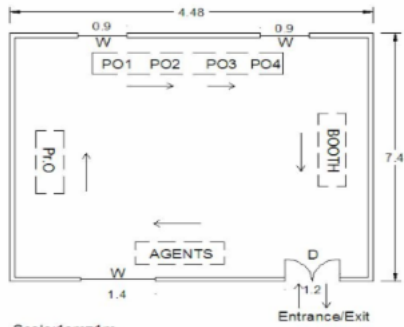 4.48
0.9 0.9
W W
PO1 PO2 PO3 PO4
7.4
Pr.O
BOOTH
AGENTS
W D
1.4 1.2
Entrance/Exit